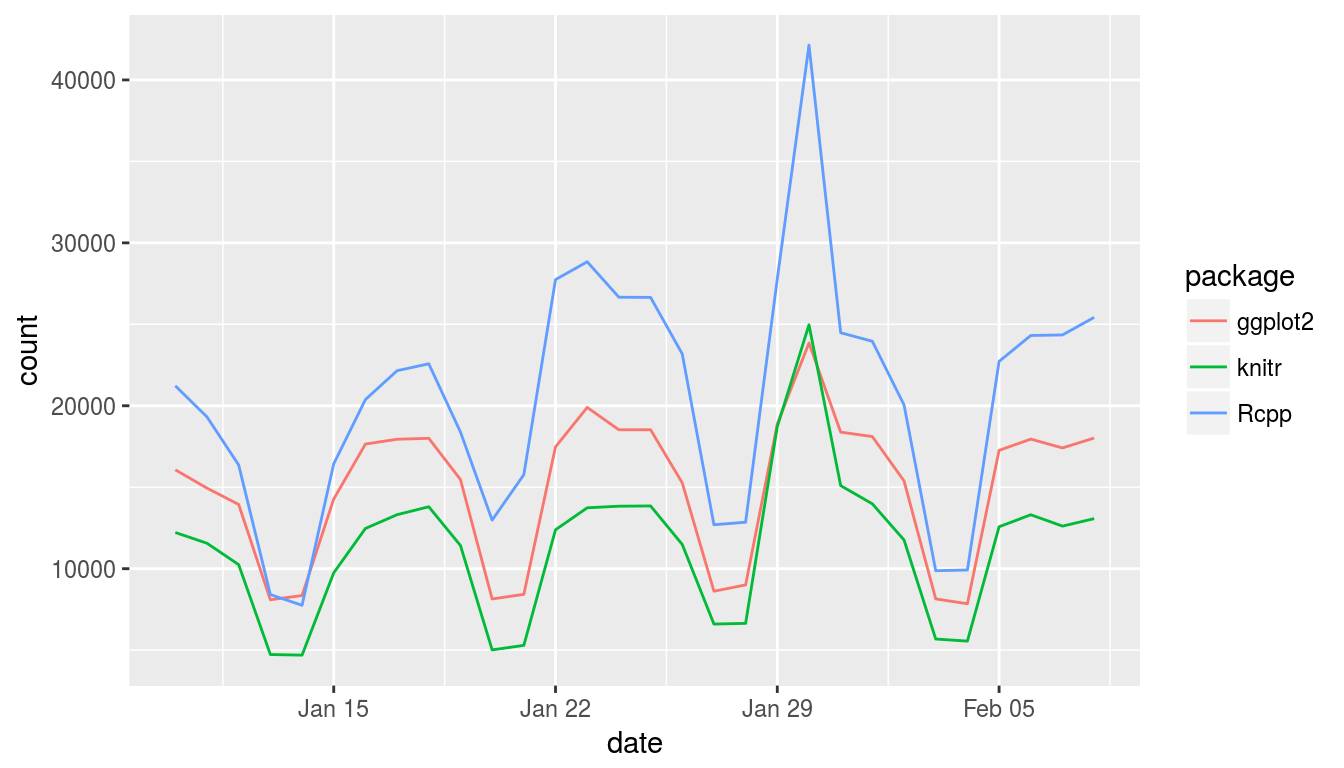 count
40000
30000
20000
10000
Jan 15
Jan 22
Jan 29
Feb 05
date
package
ggplot2
knitr
Rcpp